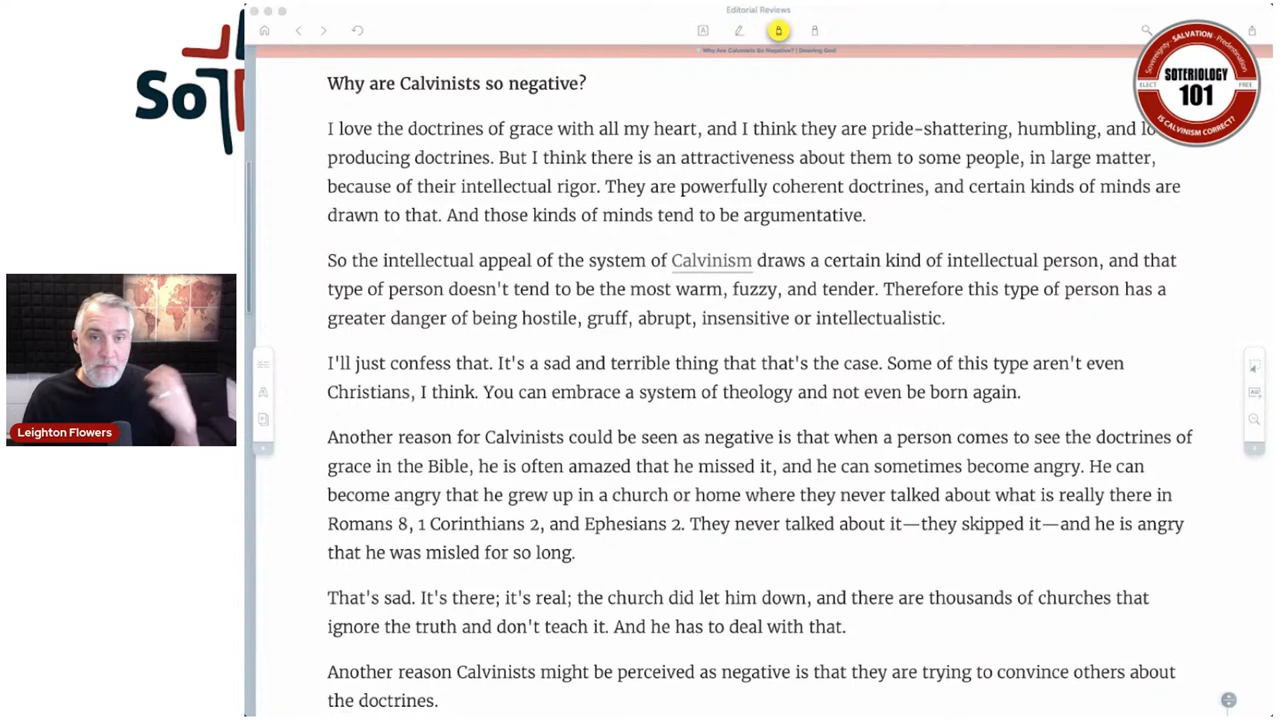 Editorial Reviews
Why Are Calvinists So Negative? | Desiring God
Why are Calvinists so negative?
I love the doctrines of grace with all my heart, and I think they are pride-shattering, humbling, and lo
producing doctrines. But I think there is an attractiveness about them to some people, in large matter,
because of their intellectual rigor. They are powerfully coherent doctrines, and certain kinds of minds are
drawn to that. And those kinds of minds tend to be argumentative.
So the intellectual appeal of the system of Calvinism draws a certain kind of intellectual person, and that
type of person doesn't tend to be the most warm, fuzzy, and tender. Therefore this type of person has a
greater danger of being hostile, gruff, abrupt, insensitive or intellectualistic.
I'll just confess that. It's a sad and terrible thing that that's the case. Some of this type aren't even
Christians, I think. You can embrace a system of theology and not even be born again.
Another reason for Calvinists could be seen as negative is that when a person comes to see the doctrines of
grace in the Bible, he is often amazed that he missed it, and he can sometimes become angry. He can
become angry that he grew up in a church or home where they never talked about what is really there in
Romans 8, 1 Corinthians 2, and Ephesians 2. They never talked about it—they skipped it—and he is angry
that he was misled for so long.
That's sad. It's there; it's real; the church did let him down, and there are thousands of churches that
ignore the truth and don't teach it. And he has to deal with that.
Another reason Calvinists might be perceived as negative is that they are trying to convince others about
the doctrines.
Sovereignty · SALVATION · Predestination
ELECT
SOTERIOLOGY
101
FREE
IS CALVINISM CORRECT?
So
Leighton Flowers